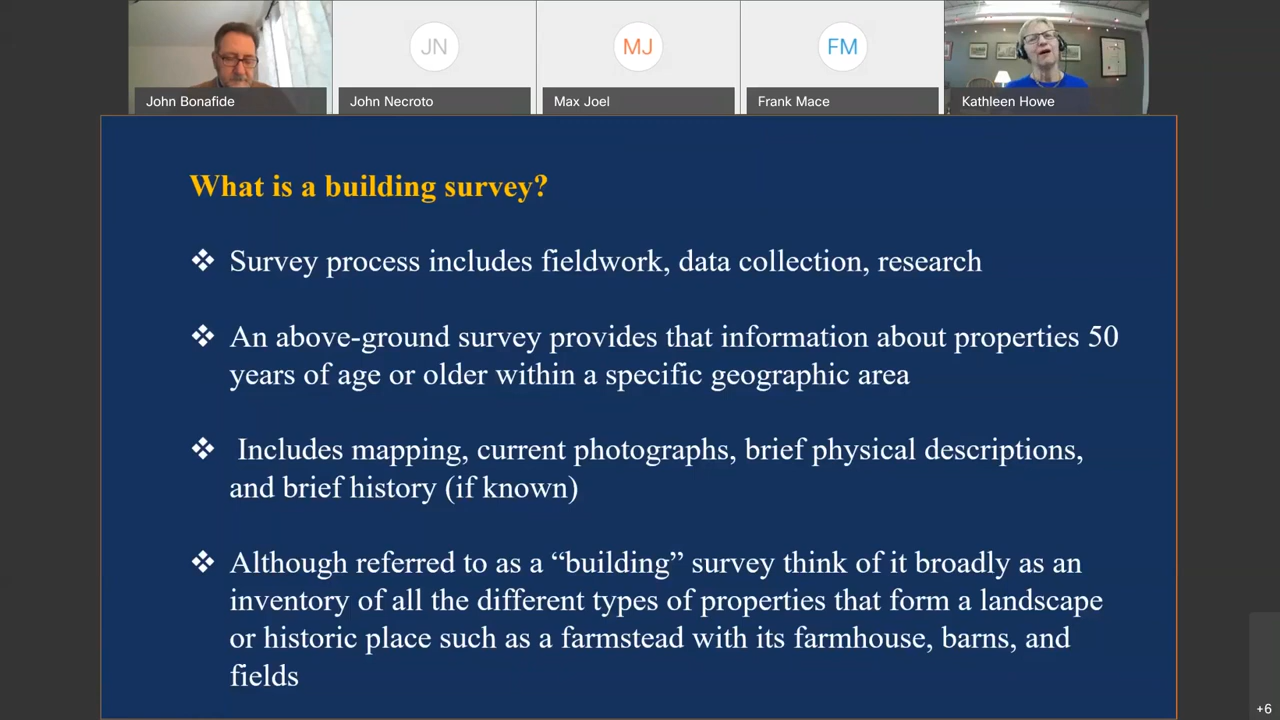 JN
MJ
FM
John Bonafide
John Necroto
Max Joel
Frank Mace
Kathleen Howe
What is a building survey?
❖ Survey process includes fieldwork, data collection, research
❖ An above-ground survey provides that information about properties 50
years of age or older within a specific geographic area
❖ Includes mapping, current photographs, brief physical descriptions,
and brief history (if known)
❖ Although referred to as a “building” survey think of it broadly as an
inventory of all the different types of properties that form a landscape
or historic place such as a farmstead with its farmhouse, barns, and
fields
+6